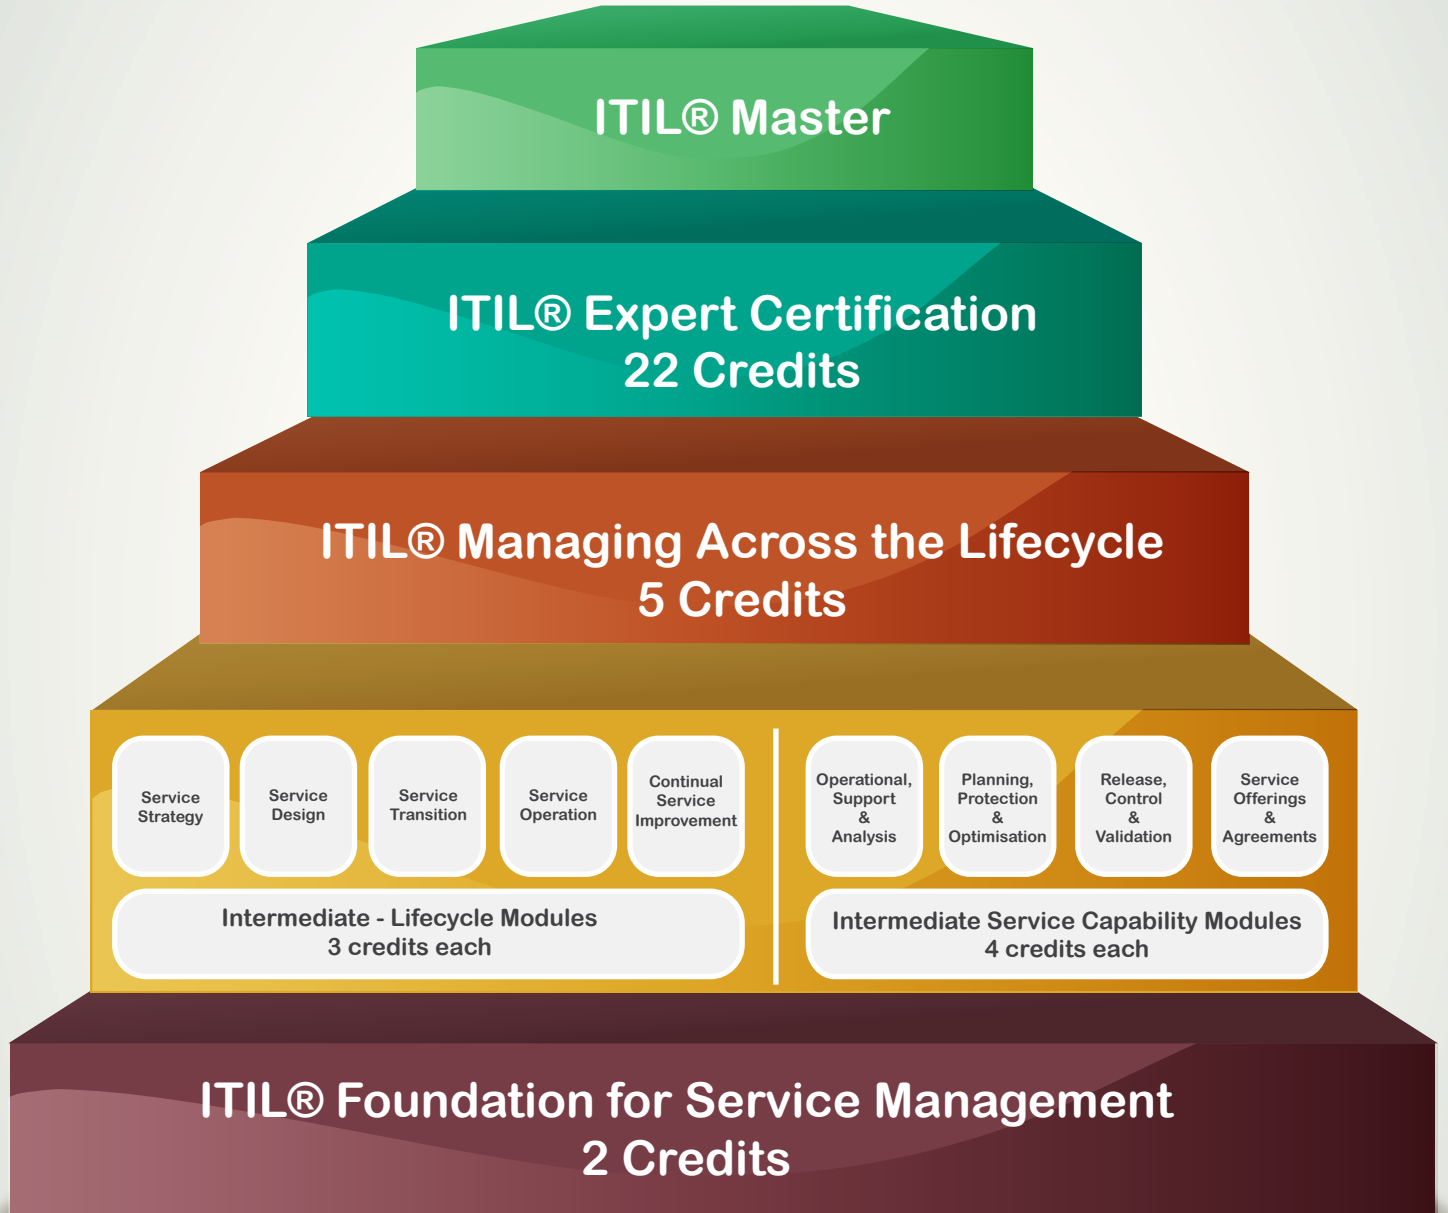 ITIL® Master
ITIL® Expert Certification
22 Credits
ITIL® Managing Across the Lifecycle
5 Credits
Service
Strategy
Service
Design
Service
Transition
Service
Operation
Continual
Service
Improvement
Operational,
Support
&
Analysis
Planning,
Protection
&
Optimisation
Release,
Control
&
Validation
Service
Offerings
&
Agreements
Intermediate - Lifecycle Modules
3 credits each
Intermediate Service Capability Modules
4 credits each
ITIL® Foundation for Service Management
2 Credits